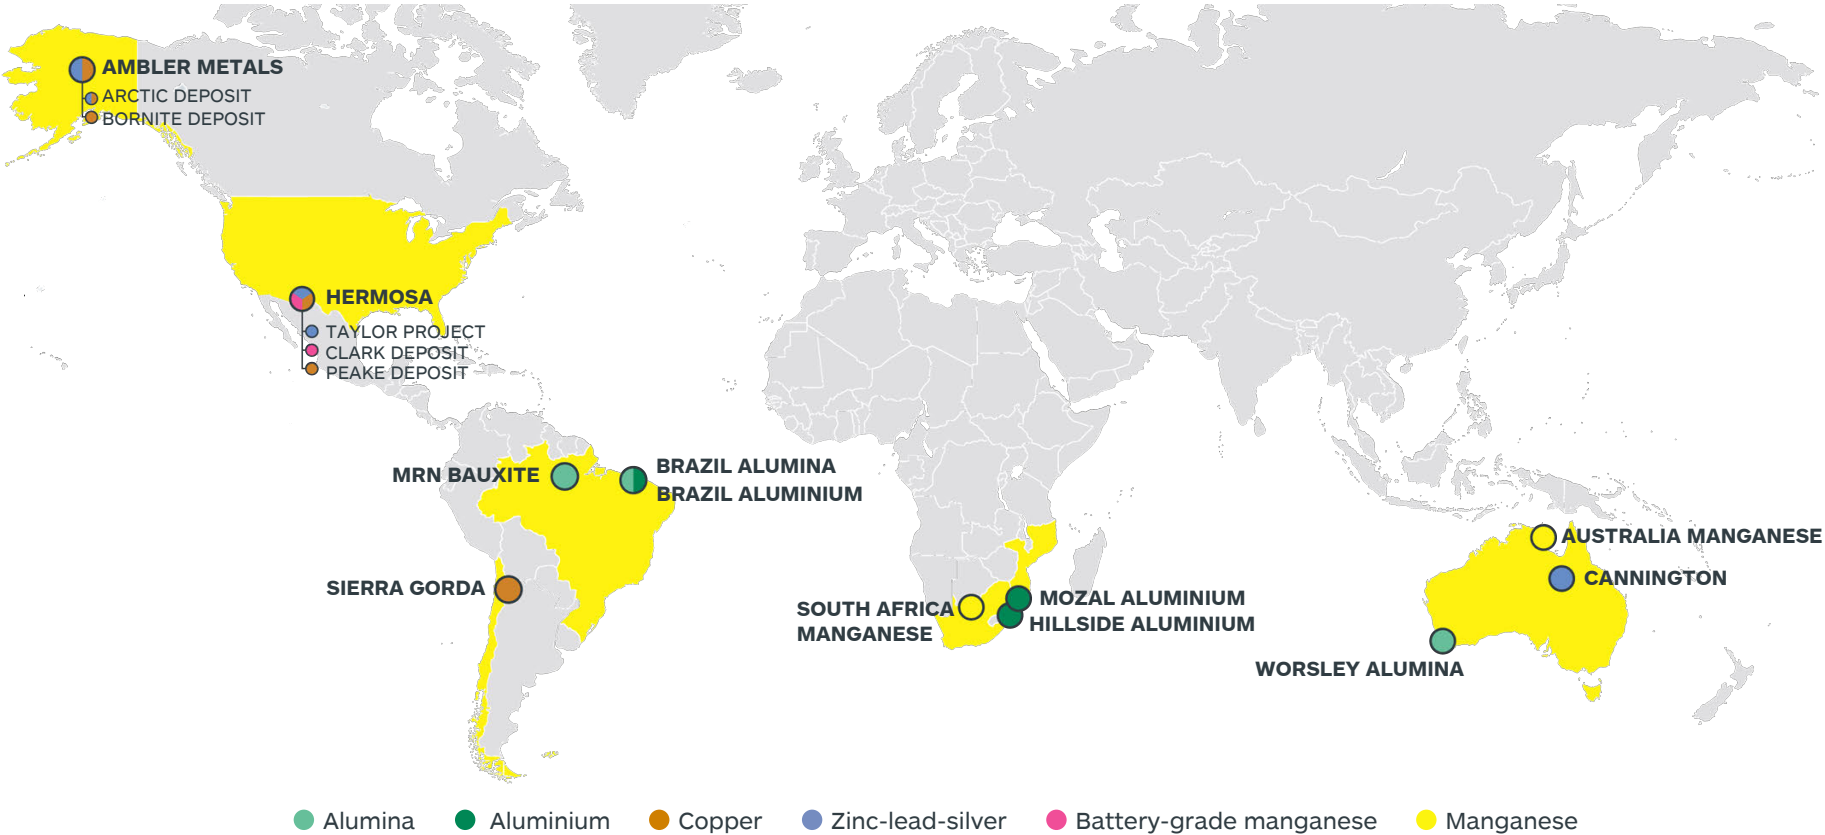 AMBLER METALS
ARCTIC DEPOSIT
BORNITE DEPOSIT
HERMOSA
TAYLOR PROJECT
CLARK DEPOSIT
PEAKE DEPOSIT
MRN BAUXITE
BRAZIL ALUMINA
BRAZIL ALUMINIUM
SIERRA GORDA
SOUTH AFRICA
MANGANESE
MOZAL ALUMINIUM
HILLSIDE ALUMINIUM
AUSTRALIA MANGANESE
CANNINGTON
WORSLEY ALUMINA
Alumina
Aluminium
Copper
Zinc-lead-silver
Battery-grade manganese
Manganese